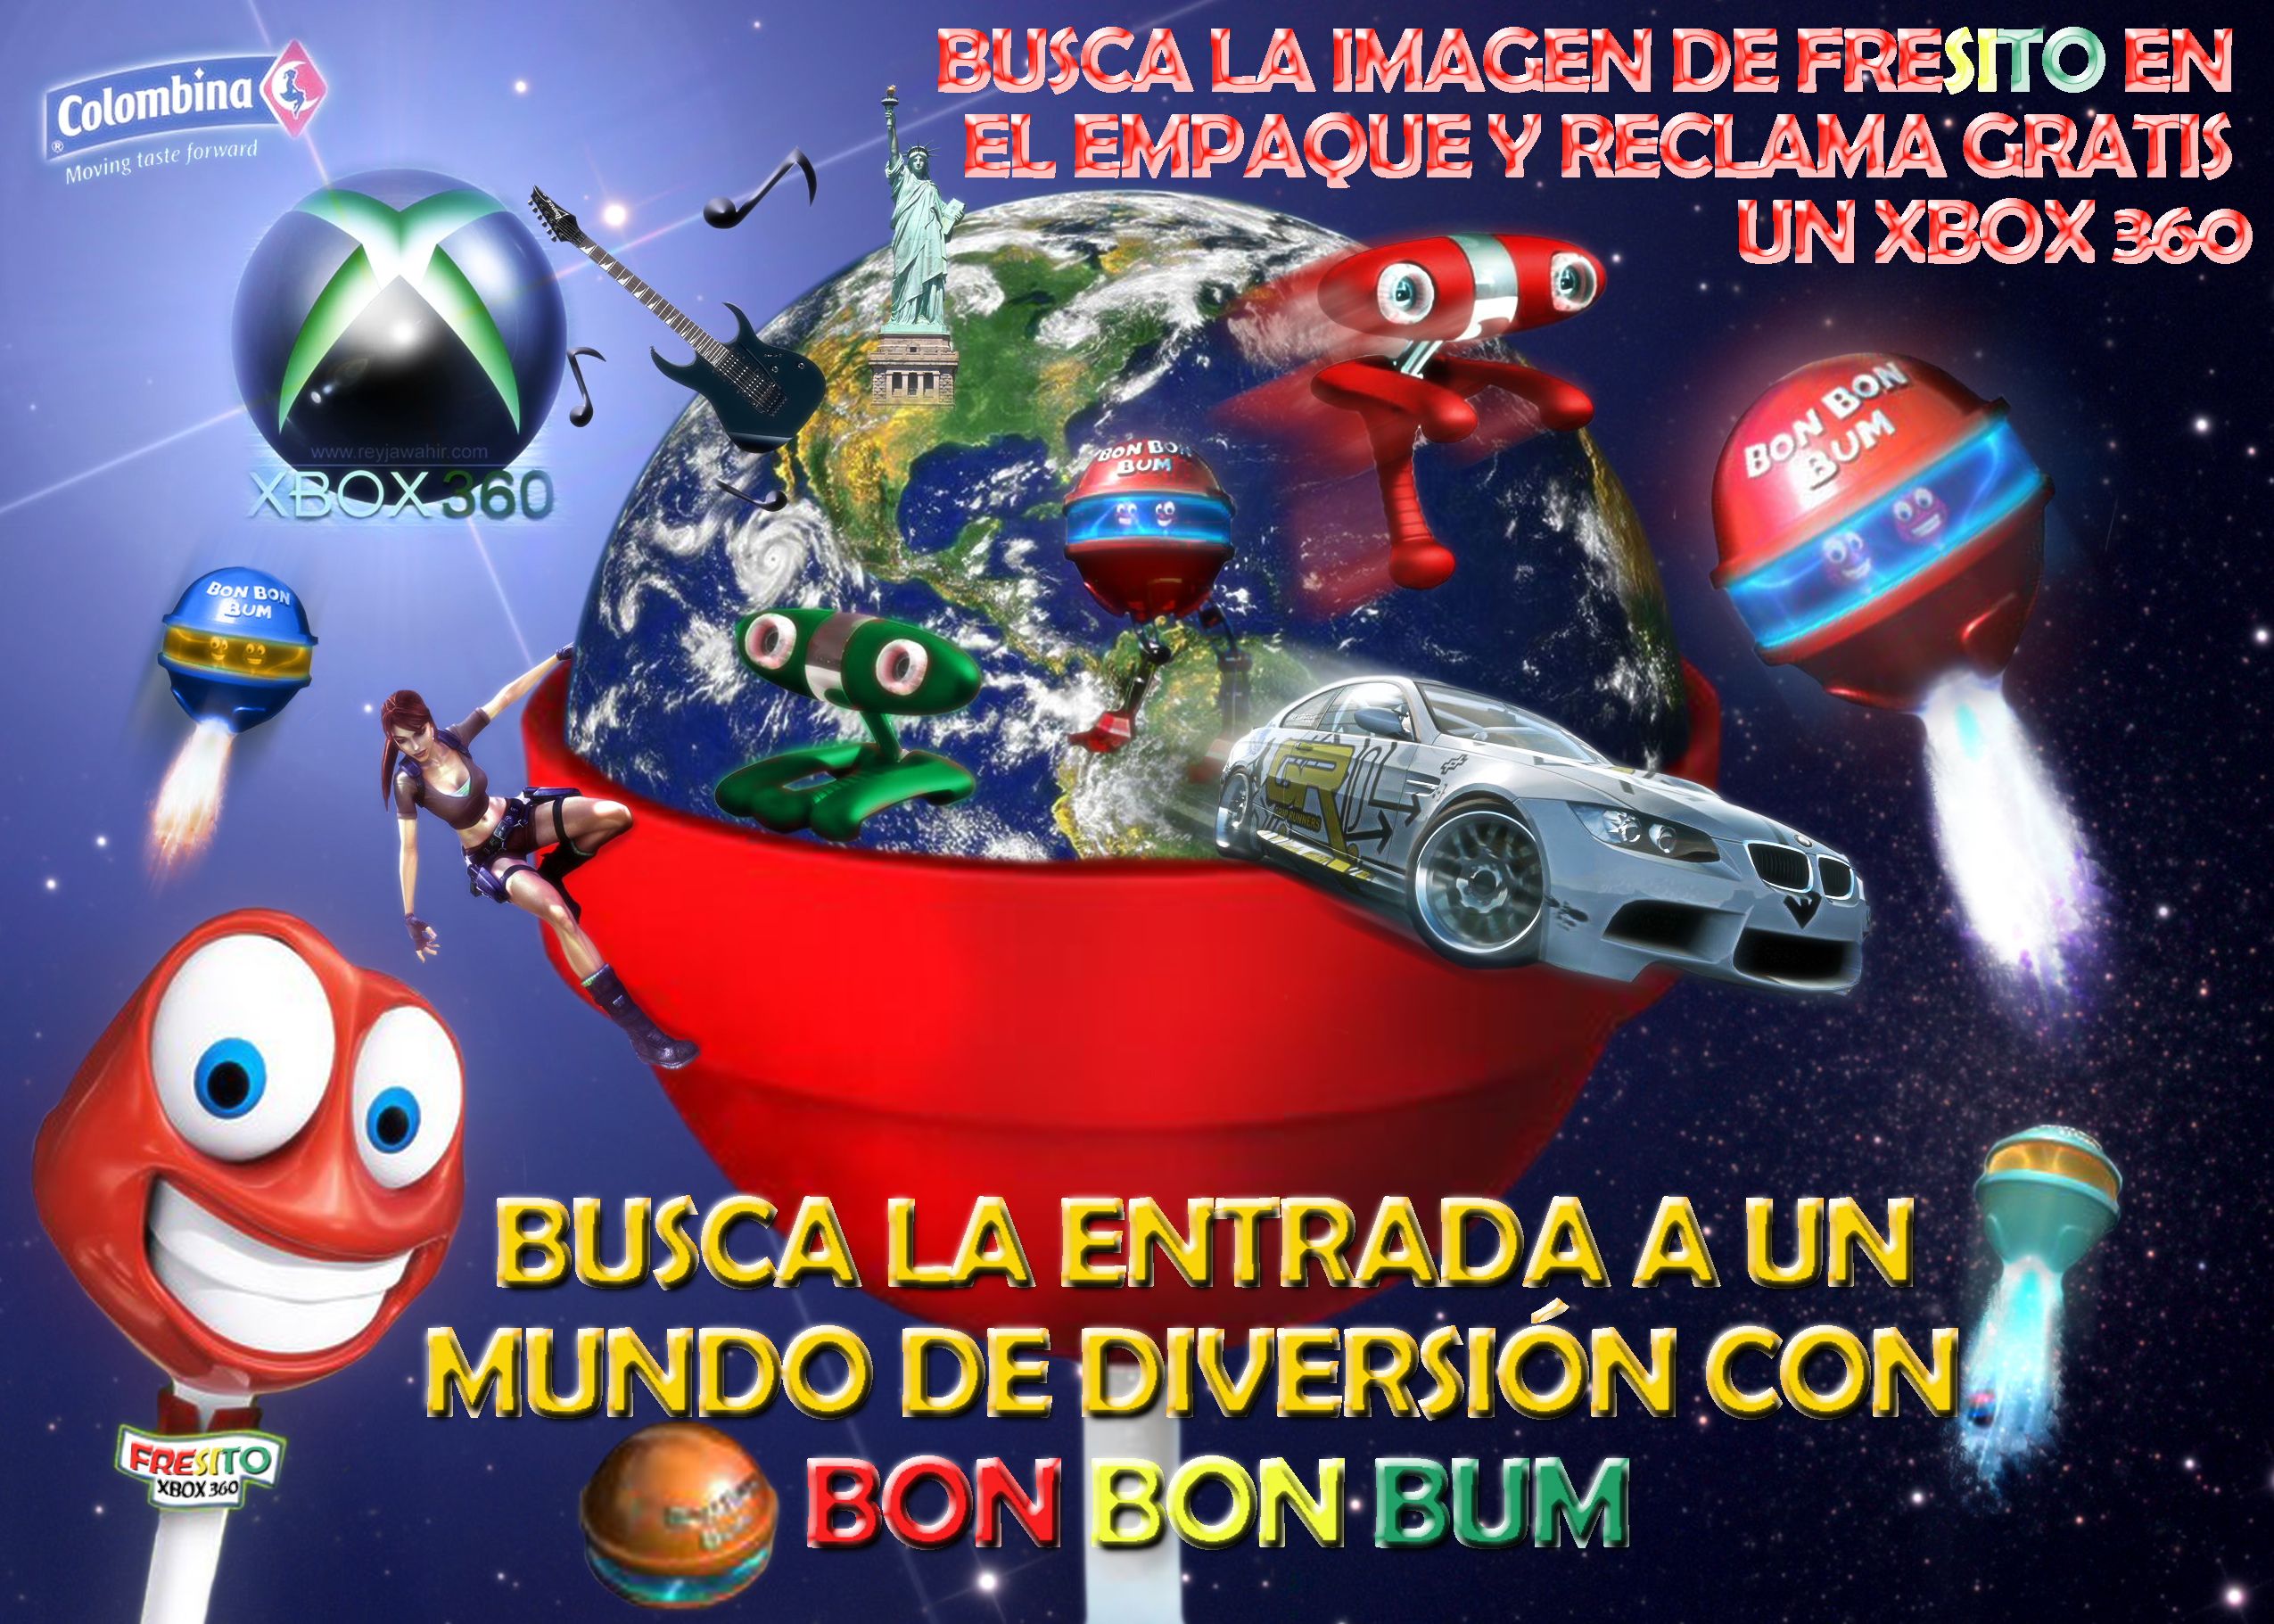 BUSCA LA IMAGEN DE FRESITO EN
EL EMPAQUE Y RECLAMA GRATIS
UN XBOX 360
Colombina
®
Moving taste forward
www.reyjawahir.com
XBOX 360
BON BON
BUM
BON BON
BUM
BON BON
BUM
GR
BUSCA LA ENTRADA A UN
MUNDO DE DIVERSIÓN CON
BON BON BUM
FRESITO
XBOX 360